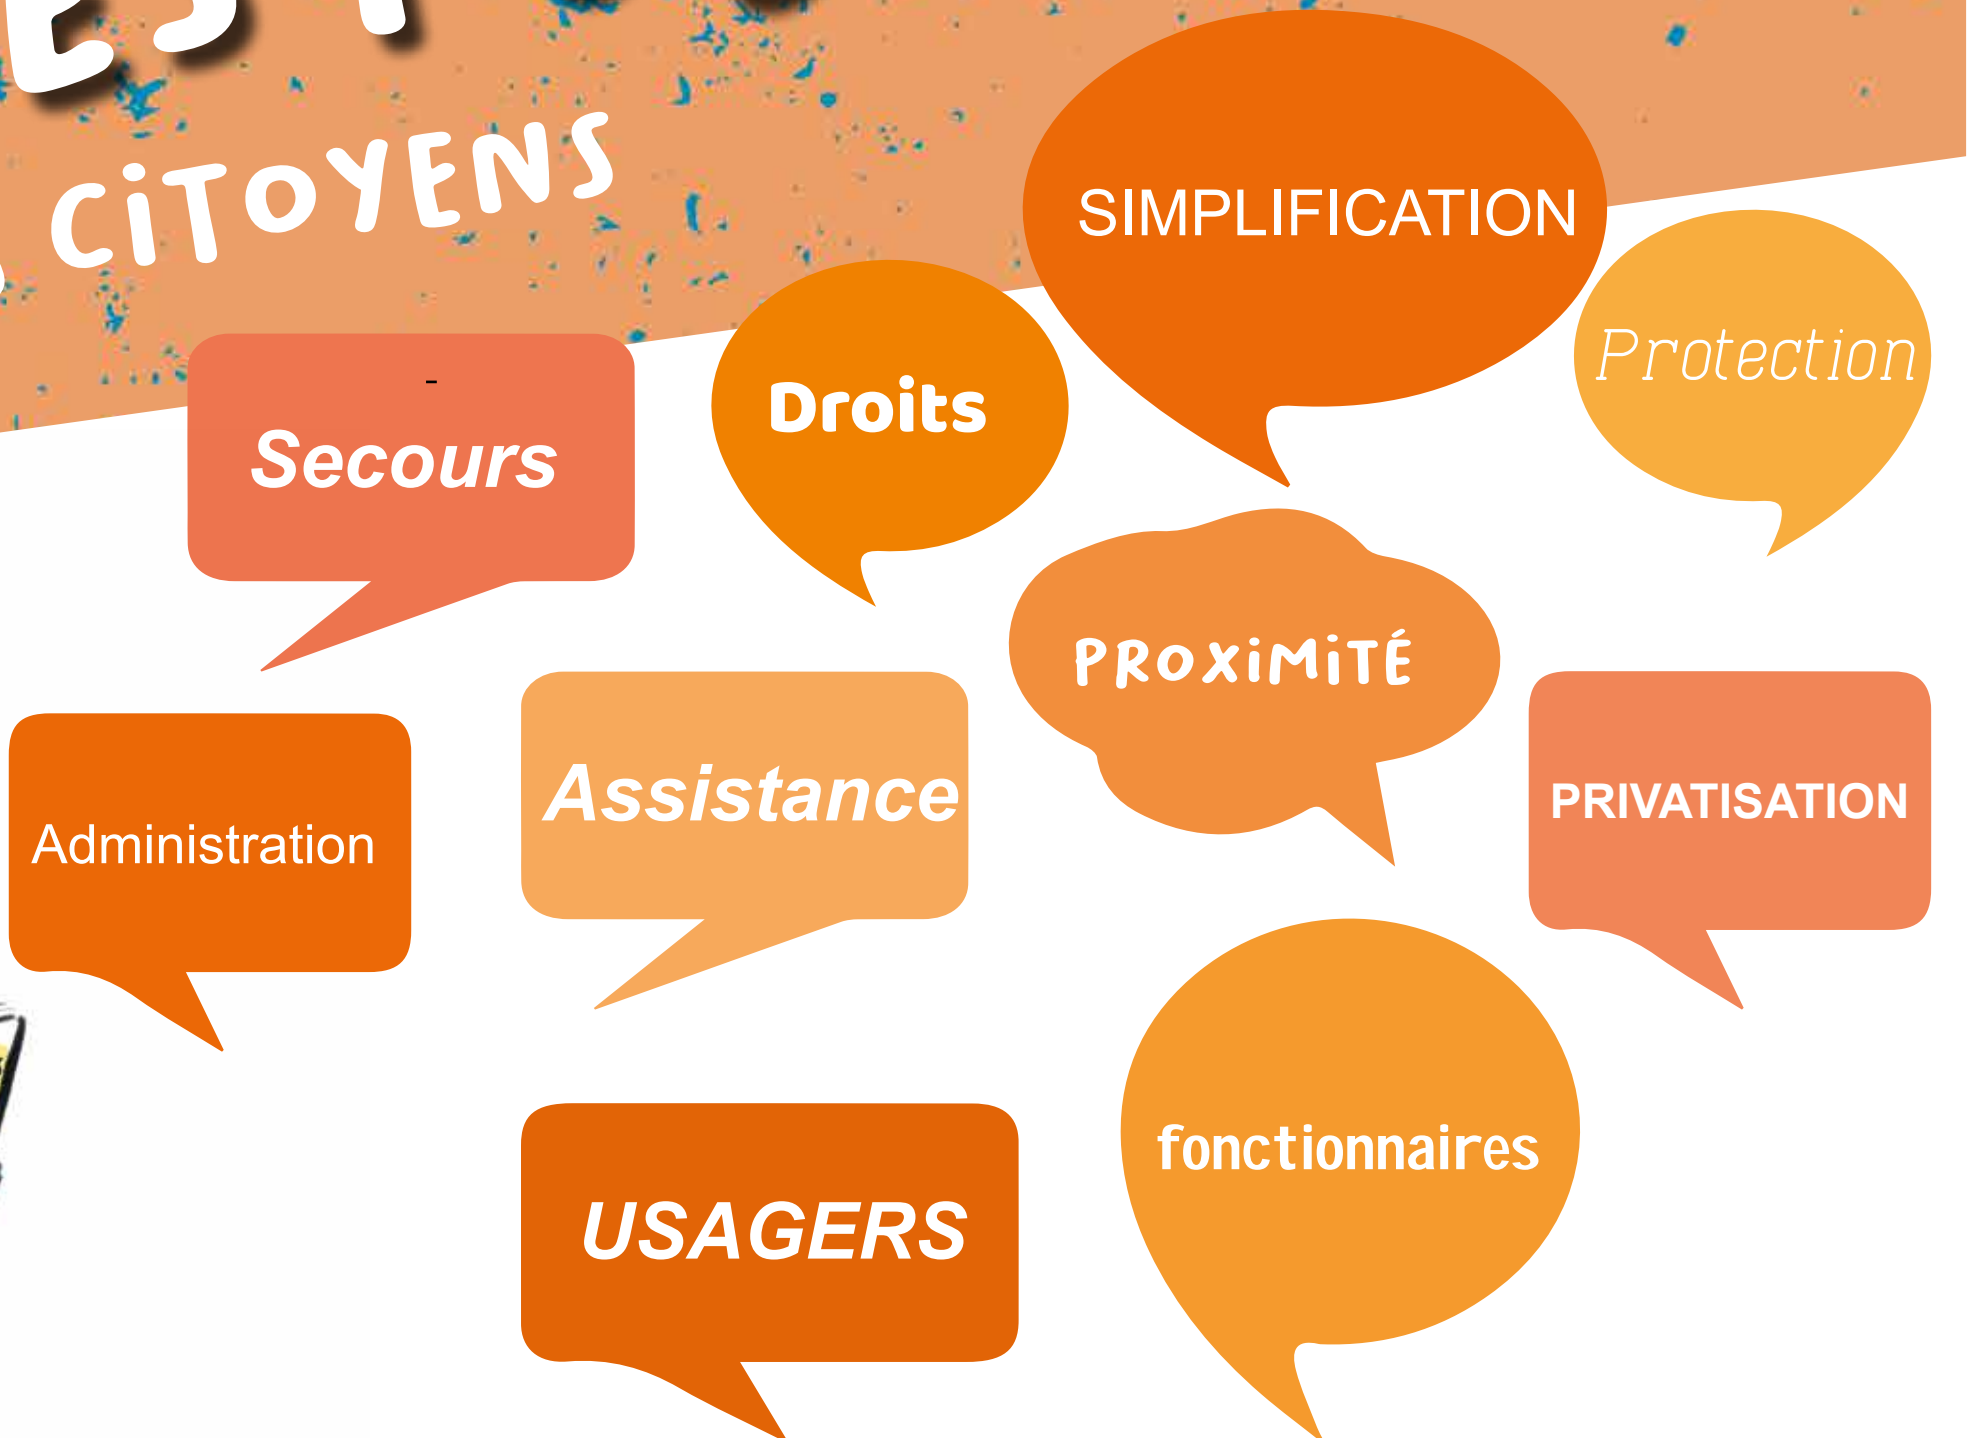 CiTOYENS
SIMPLIFICATION
Protection
Droits
-
Secours
PROXiMiTÉ
Assistance
PRIVATISATION
Administration
fonctionnaires
USAGERS